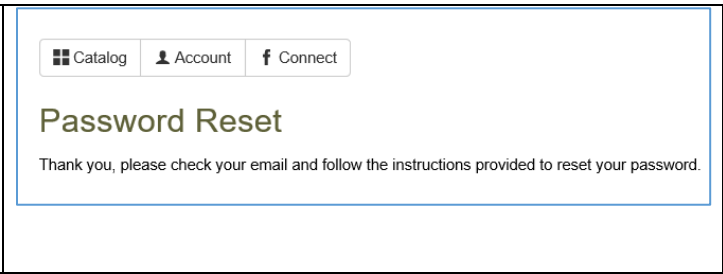 Catalog Account Connect
Password Reset
Thank you, please check your email and follow the instructions provided to reset your password.